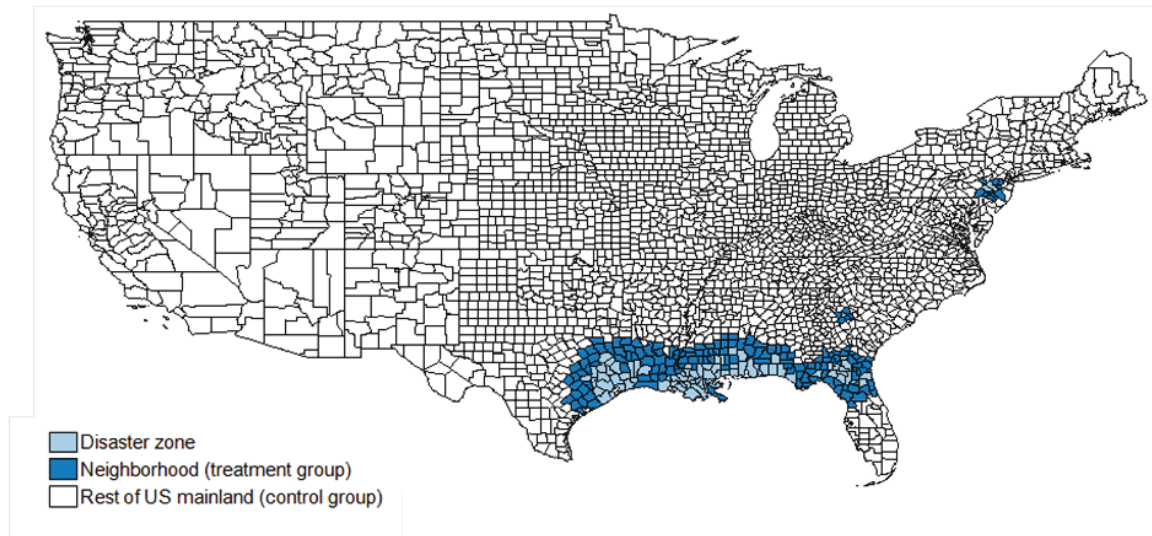 Disaster zone
Neighborhood (treatment group)
Rest of US mainland (control group)